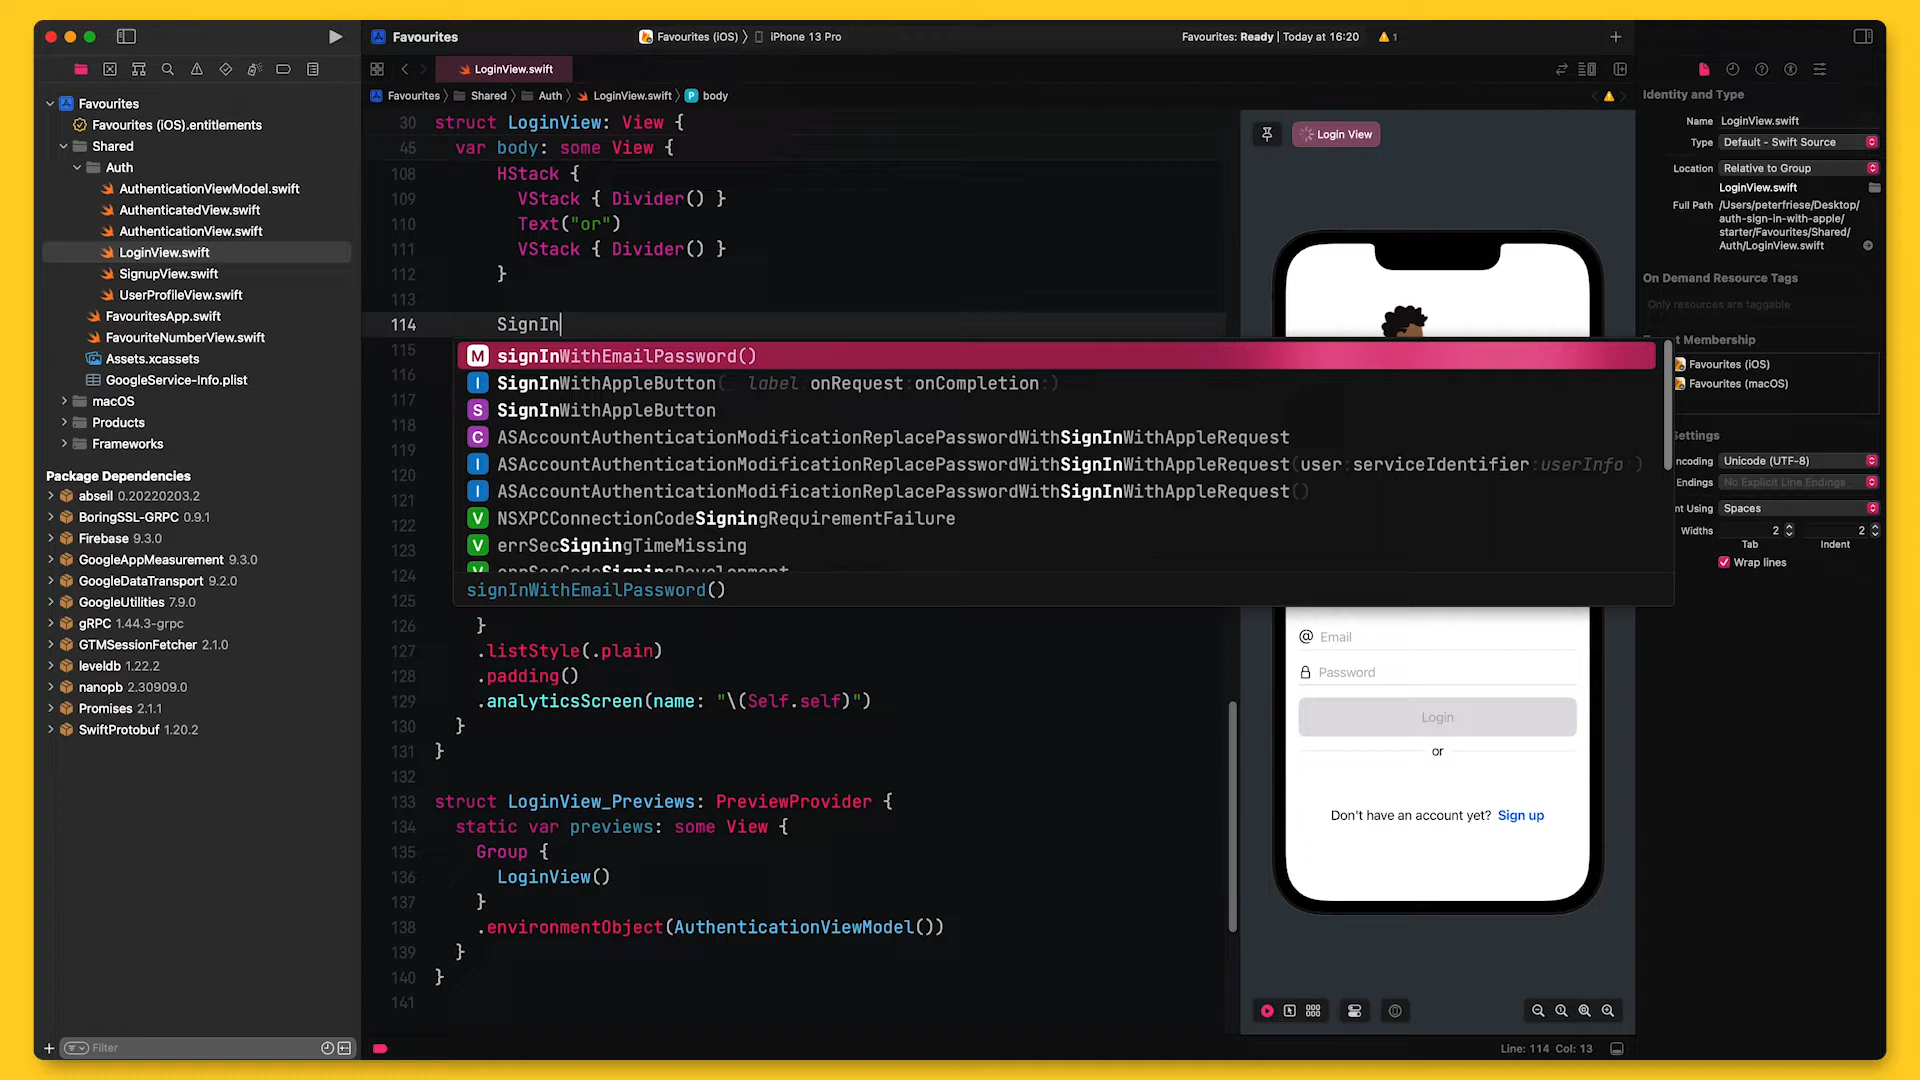 Favourites
Favourites (iOS) 〉 iPhone 13 Pro
Favourites: Ready | Today at 16:20
1
LoginView.swift
Favourites 〉 Shared 〉 Auth 〉 LoginView.swift 〉 P body
Favourites
Favourites (iOS).entitlements
Shared
Auth
AuthenticationViewModel.swift
AuthenticatedView.swift
AuthenticationView.swift
LoginView.swift
SignupView.swift
UserProfileView.swift
FavouritesApp.swift
FavouriteNumberView.swift
Assets.xcassets
GoogleService-Info.plist
macOS
Products
Frameworks
Package Dependencies
abseil 0.20220203.2
BoringSSL-GRPC 0.9.1
Firebase 9.3.0
GoogleAppMeasurement 9.3.0
GoogleDataTransport 9.2.0
GoogleUtilities 7.9.0
gRPC 1.44.3-grpc
GTMSessionFetcher 2.1.0
leveldb 1.22.2
nanopb 2.30909.0
Promises 2.1.1
SwiftProtobuf 1.20.2
Filter
30 struct LoginView: View {
45 var body: some View {
108 HStack {
109 VStack { Divider() }
110 Text("or")
111 VStack { Divider() }
112 }
113
114 SignIn
115
116
117
118
119
120
121
122
123
124
125
M signInWithEmailPassword()
I SignInWithAppleButton(_ label:onRequest:onCompletion:)
S SignInWithAppleButton
C ASAccountAuthenticationModificationReplacePasswordWithSignInWithAppleRequest
I ASAccountAuthenticationModificationReplacePasswordWithSignInWithAppleRequest(user:serviceIdentifier:userInfo:)
I ASAccountAuthenticationModificationReplacePasswordWithSignInWithAppleRequest()
V NSXPCConnectionCodeSigningRequirementFailure
V errSecSigningTimeMissing
V errSecCodeSigningDevelopment
signInWithEmailPassword()
126 }
127 .listStyle(.plain)
128 .padding()
129 .analyticsScreen(name: "\(Self.self)")
130 }
131 }
132
133 struct LoginView_Previews: PreviewProvider {
134 static var previews: some View {
135 Group {
136 LoginView()
137 }
138 .environmentObject(AuthenticationViewModel())
139 }
140 }
141
Login View
@ Email
Password
Login
or
Don't have an account yet? Sign up
Line: 114 Col: 13
Identity and Type
Name LoginView.swift
Type Default - Swift Source
Location Relative to Group
LoginView.swift
Full Path /Users/peterfriese/Desktop/
auth-sign-in-with-apple/
starter/Favourites/Shared/
Auth/LoginView.swift
On Demand Resource Tags
Only resources are taggable
t Membership
Favourites (iOS)
Favourites (macOS)
Settings
ncoding Unicode (UTF-8)
Endings No Explicit Line Endings
nt Using Spaces
Widths 2 2
Tab Indent
Wrap lines